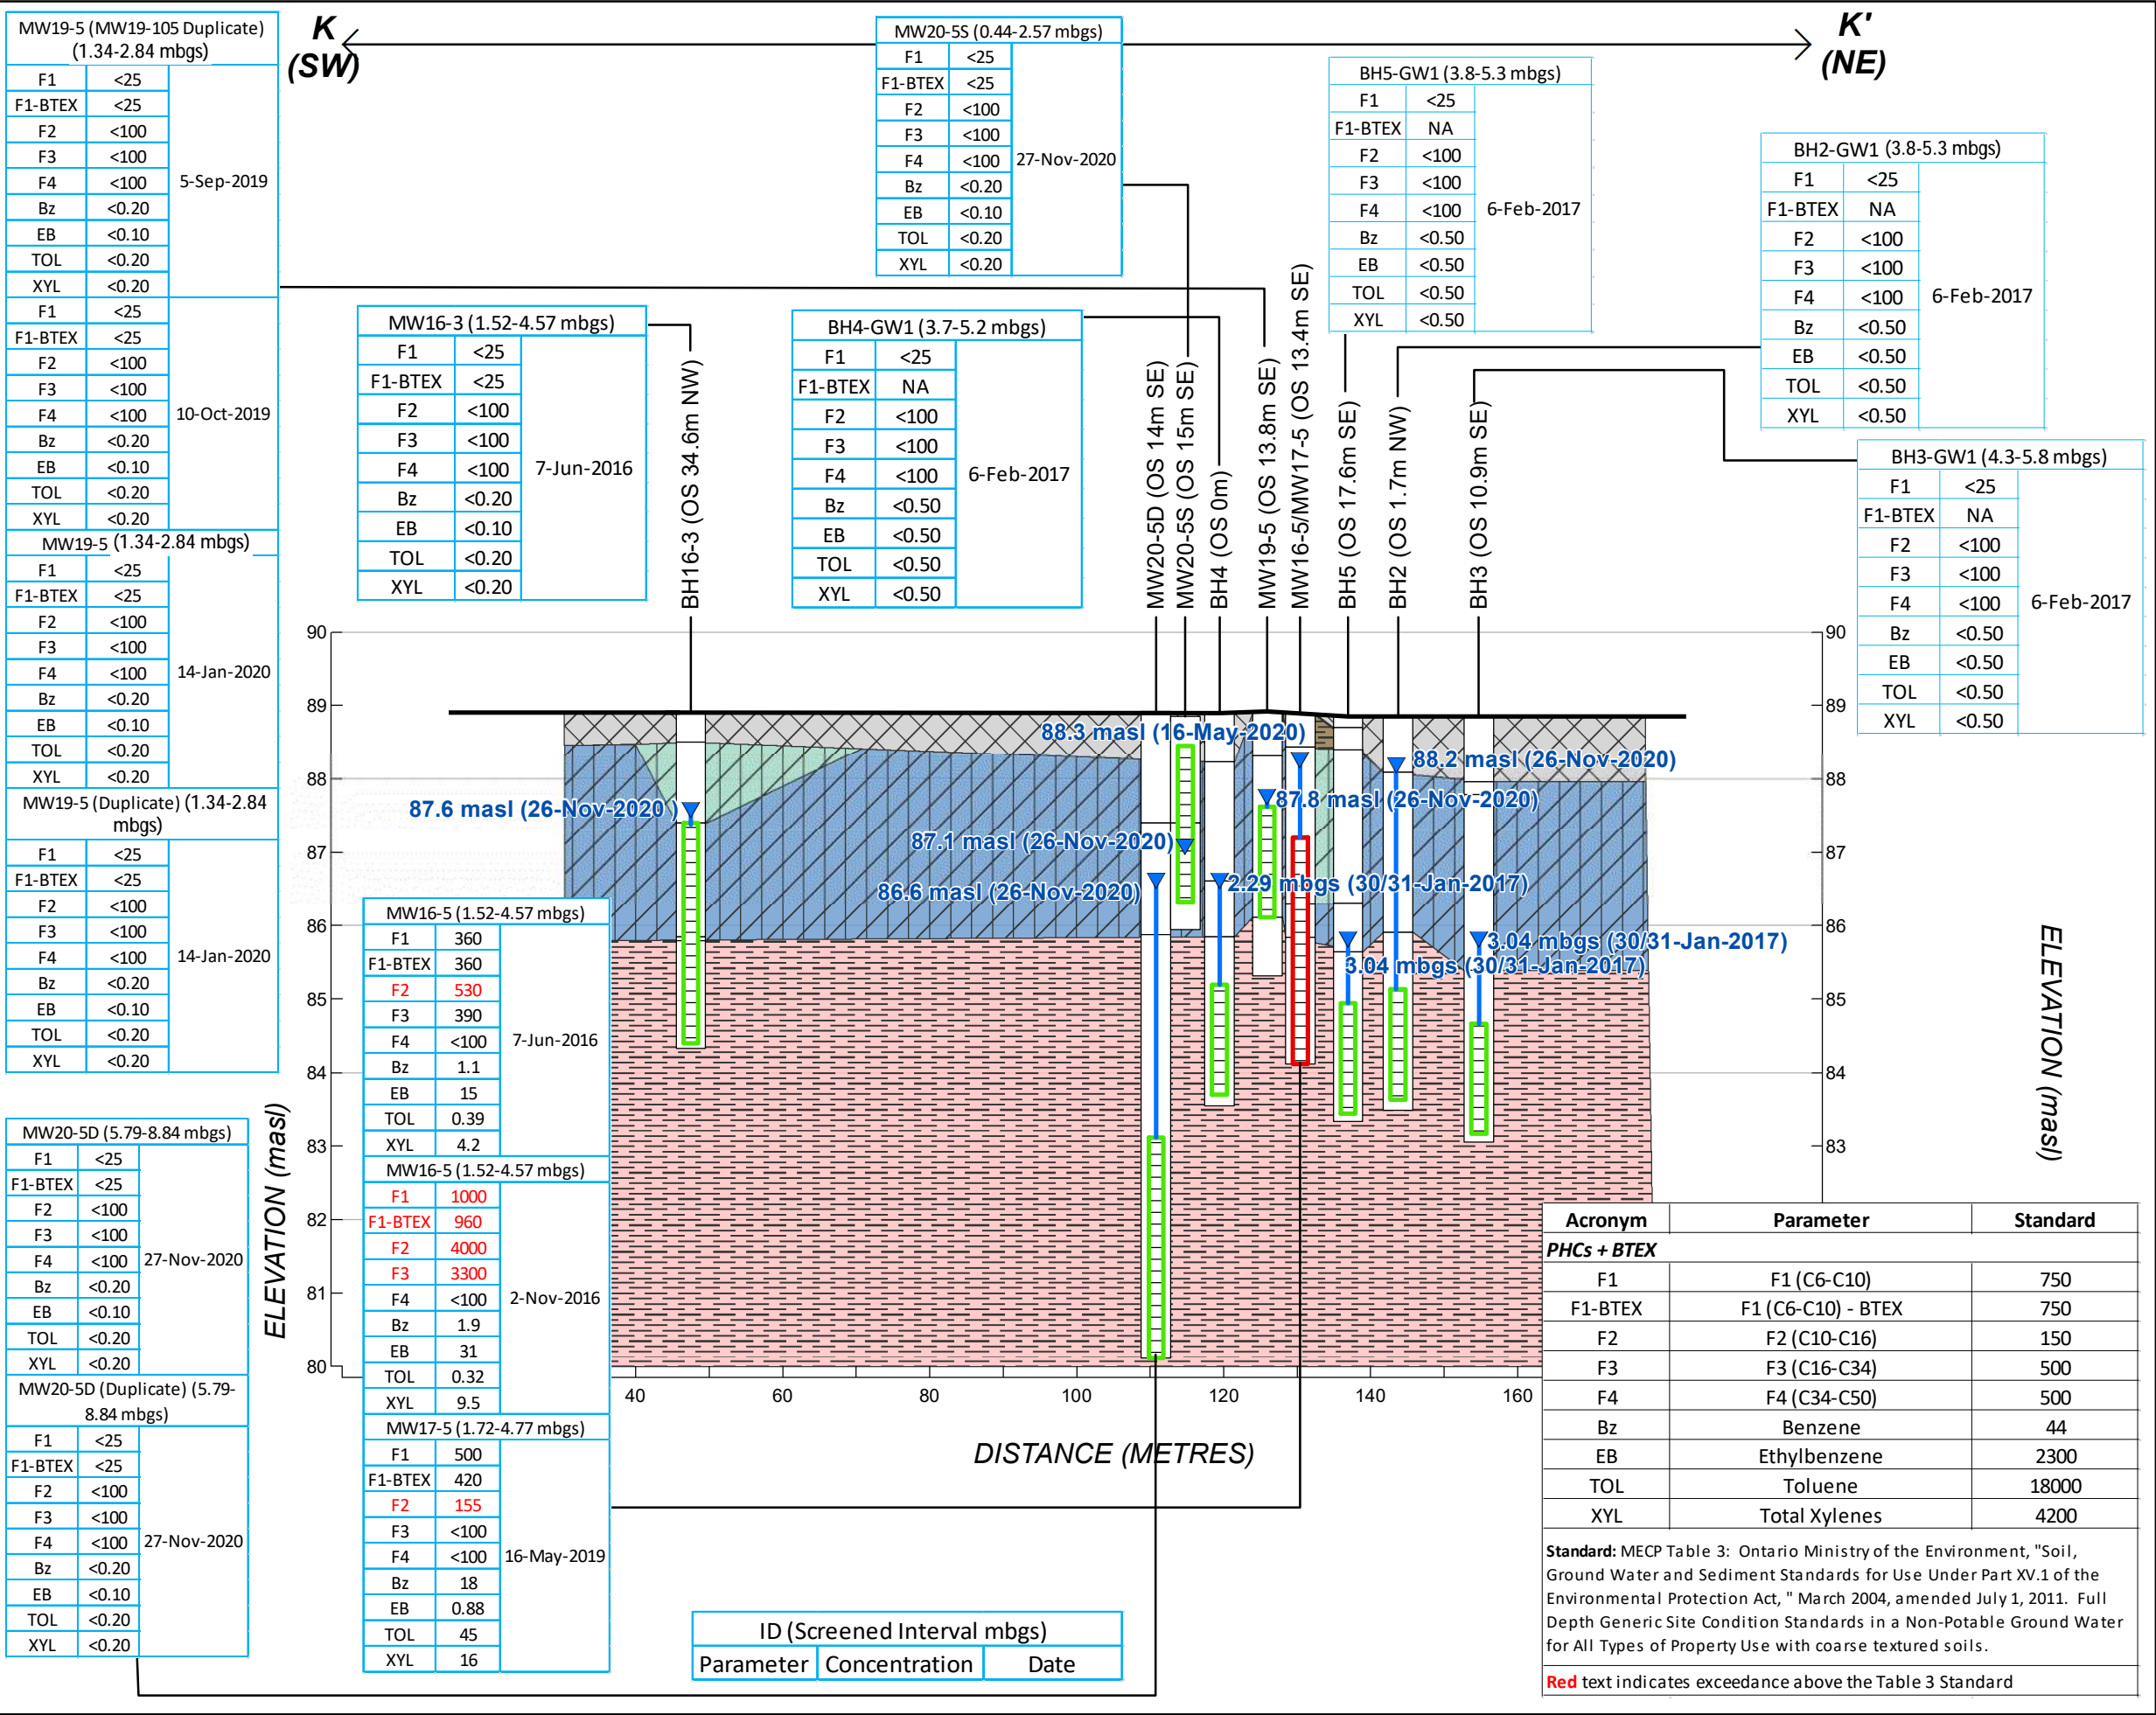 K
(SW)
K'
(NE)
MW19-5 (MW19-105 Duplicate)
(1.34-2.84 mbgs)
F1 <25
F1-BTEX <25
F2 <100
F3 <100
F4 <100 5-Sep-2019
Bz <0.20
EB <0.10
TOL <0.20
XYL <0.20
F1 <25
F1-BTEX <25
F2 <100
F3 <100
F4 <100 10-Oct-2019
Bz <0.20
EB <0.10
TOL <0.20
XYL <0.20
MW19-5 (1.34-2.84 mbgs)
F1 <25
F1-BTEX <25
F2 <100
F3 <100
F4 <100 14-Jan-2020
Bz <0.20
EB <0.10
TOL <0.20
XYL <0.20
MW19-5 (Duplicate) (1.34-2.84
mbgs)
F1 <25
F1-BTEX <25
F2 <100
F3 <100
F4 <100 14-Jan-2020
Bz <0.20
EB <0.10
TOL <0.20
XYL <0.20
MW20-5D (5.79-8.84 mbgs)
F1 <25
F1-BTEX <25
F2 <100
F3 <100
F4 <100 27-Nov-2020
Bz <0.20
EB <0.10
TOL <0.20
XYL <0.20
MW20-5D (Duplicate) (5.79-
8.84 mbgs)
F1 <25
F1-BTEX <25
F2 <100
F3 <100
F4 <100 27-Nov-2020
Bz <0.20
EB <0.10
TOL <0.20
XYL <0.20
MW16-3 (1.52-4.57 mbgs)
F1 <25
F1-BTEX <25
F2 <100
F3 <100
F4 <100 7-Jun-2016
Bz <0.20
EB <0.10
TOL <0.20
XYL <0.20
MW20-5S (0.44-2.57 mbgs)
F1 <25
F1-BTEX <25
F2 <100
F3 <100
F4 <100 27-Nov-2020
Bz <0.20
EB <0.10
TOL <0.20
XYL <0.20
BH4-GW1 (3.7-5.2 mbgs)
F1 <25
F1-BTEX NA
F2 <100
F3 <100
F4 <100 6-Feb-2017
Bz <0.50
EB <0.50
TOL <0.50
XYL <0.50
BH5-GW1 (3.8-5.3 mbgs)
F1 <25
F1-BTEX NA
F2 <100
F3 <100
F4 <100 6-Feb-2017
Bz <0.50
EB <0.50
TOL <0.50
XYL <0.50
BH2-GW1 (3.8-5.3 mbgs)
F1 <25
F1-BTEX NA
F2 <100
F3 <100
F4 <100 6-Feb-2017
Bz <0.50
EB <0.50
TOL <0.50
XYL <0.50
BH3-GW1 (4.3-5.8 mbgs)
F1 <25
F1-BTEX NA
F2 <100
F3 <100
F4 <100 6-Feb-2017
Bz <0.50
EB <0.50
TOL <0.50
XYL <0.50
BH16-3 (OS 34.6m NW)
MW20-5D (OS 14m SE)
MW20-5S (OS 15m SE)
BH4 (OS 0m)
MW19-5 (OS 13.8m SE)
MW16-5/MW17-5 (OS 13.4m SE)
BH5 (OS 17.6m SE)
BH2 (OS 1.7m NW)
BH3 (OS 10.9m SE)
90
89
88
87
86
85
84
83
82
81
80
90
89
88
87
86
85
84
83
ELEVATION (masl)
ELEVATION (masl)
88.3 masl (16-May-2020)
88.2 masl (26-Nov-2020)
87.6 masl (26-Nov-2020 )
87.8 masl (26-Nov-2020)
87.1 masl (26-Nov-2020)
86.6 masl (26-Nov-2020)
2.29 mbgs (30/31-Jan-2017)
3.04 mbgs (30/31-Jan-2017)
3.04 mbgs (30/31-Jan-2017)
MW16-5 (1.52-4.57 mbgs)
F1 360
F1-BTEX 360
F2 530
F3 390
F4 <100 7-Jun-2016
Bz 1.1
EB 15
TOL 0.39
XYL 4.2
MW16-5 (1.52-4.57 mbgs)
F1 1000
F1-BTEX 960
F2 4000
F3 3300
F4 <100 2-Nov-2016
Bz 1.9
EB 31
TOL 0.32
XYL 9.5
MW17-5 (1.72-4.77 mbgs)
F1 500
F1-BTEX 420
F2 155
F3 <100
F4 <100 16-May-2019
Bz 18
EB 0.88
TOL 45
XYL 16
40 60 80 100 120 140 160
DISTANCE (METRES)
ID (Screened Interval mbgs)
Parameter Concentration Date
Acronym Parameter Standard
PHCs + BTEX
F1 F1 (C6-C10) 750
F1-BTEX F1 (C6-C10) - BTEX 750
F2 F2 (C10-C16) 150
F3 F3 (C16-C34) 500
F4 F4 (C34-C50) 500
Bz Benzene 44
EB Ethylbenzene 2300
TOL Toluene 18000
XYL Total Xylenes 4200
Standard: MECP Table 3: Ontario Ministry of the Environment, "Soil,
Ground Water and Sediment Standards for Use Under Part XV.1 of the
Environmental Protection Act, " March 2004, amended July 1, 2011. Full
Depth Generic Site Condition Standards in a Non-Potable Ground Water
for All Types of Property Use with coarse textured soils.
Red text indicates exceedance above the Table 3 Standard